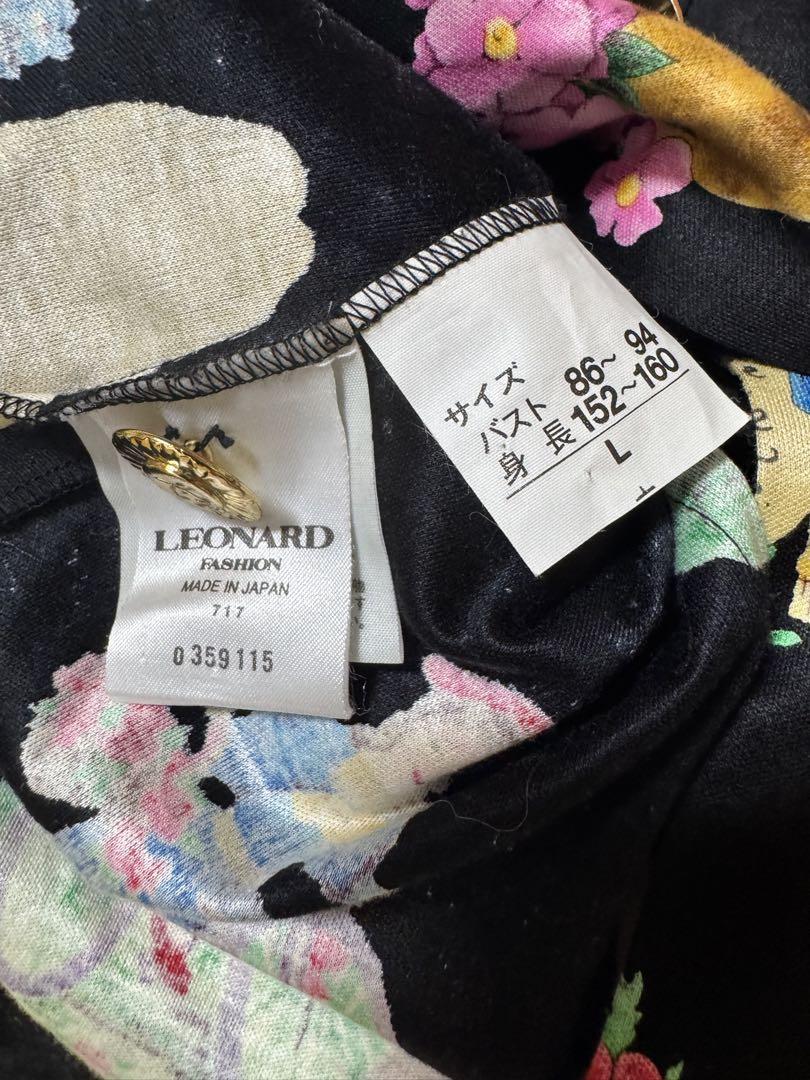 サイズ
バスト 86~ 94
身 長 152~160
L
LEONARD
FASHION
MADE IN JAPAN
717
0359115